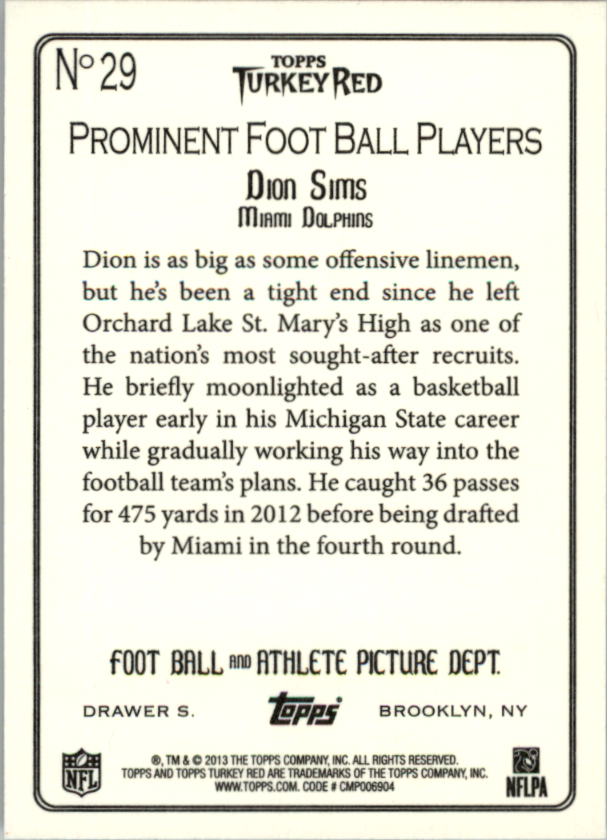 Nº 29
TOPPS
TURKEY RED
PROMINENT FOOT BALL PLAYERS
DION SIMS
MIAMI DOLPHINS
Dion is as big as some offensive linemen,
but he's been a tight end since he left
Orchard Lake St. Mary's High as one of
the nation's most sought-after recruits.
He briefly moonlighted as a basketball
player early in his Michigan State career
while gradually working his way into the
football team's plans. He caught 36 passes
for 475 yards in 2012 before being drafted
by Miami in the fourth round.
FOOT BALL AND ATHLETE PICTURE DEPT.
DRAWER S. Topps BROOKLYN, NY
®, TM & © 2013 THE TOPPS COMPANY, INC. ALL RIGHTS RESERVED.
TOPPS AND TOPPS TURKEY RED ARE TRADEMARKS OF THE TOPPS COMPANY, INC.
WWW.TOPPS.COM. CODE # CMP006904
NFL
NFLPA